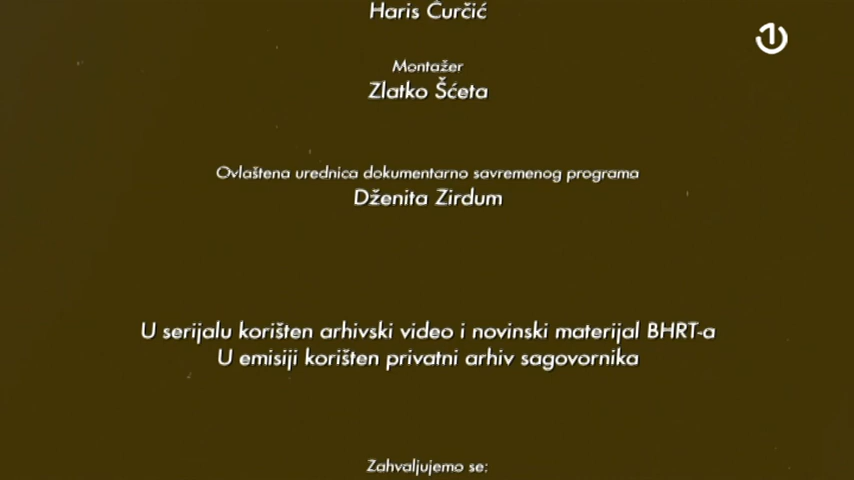 Haris Ćurčić
Montažer
Zlatko Šćeta
Ovlaštena urednica dokumentarno savremenog programa
Dženita Zirdum
U serijalu korišten arhivski video i novinski materijal BHRT-a
U emisiji korišten privatni arhiv sagovornika
Zahvaljujemo se:
1